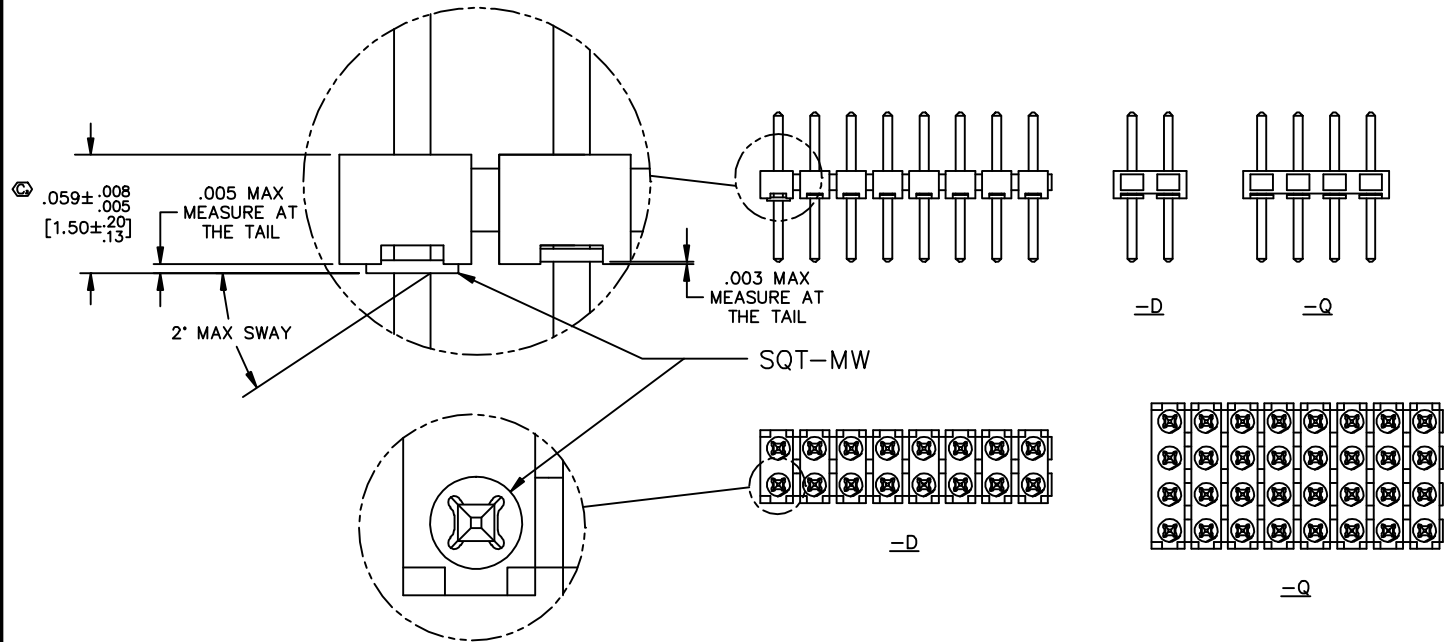 C
.059± .008
.005
[1.50± .20
.13]
.005 MAX
MEASURE AT
THE TAIL
2° MAX SWAY
.003 MAX
MEASURE AT
THE TAIL
SQT-MW
-D
-Q
-D
-Q